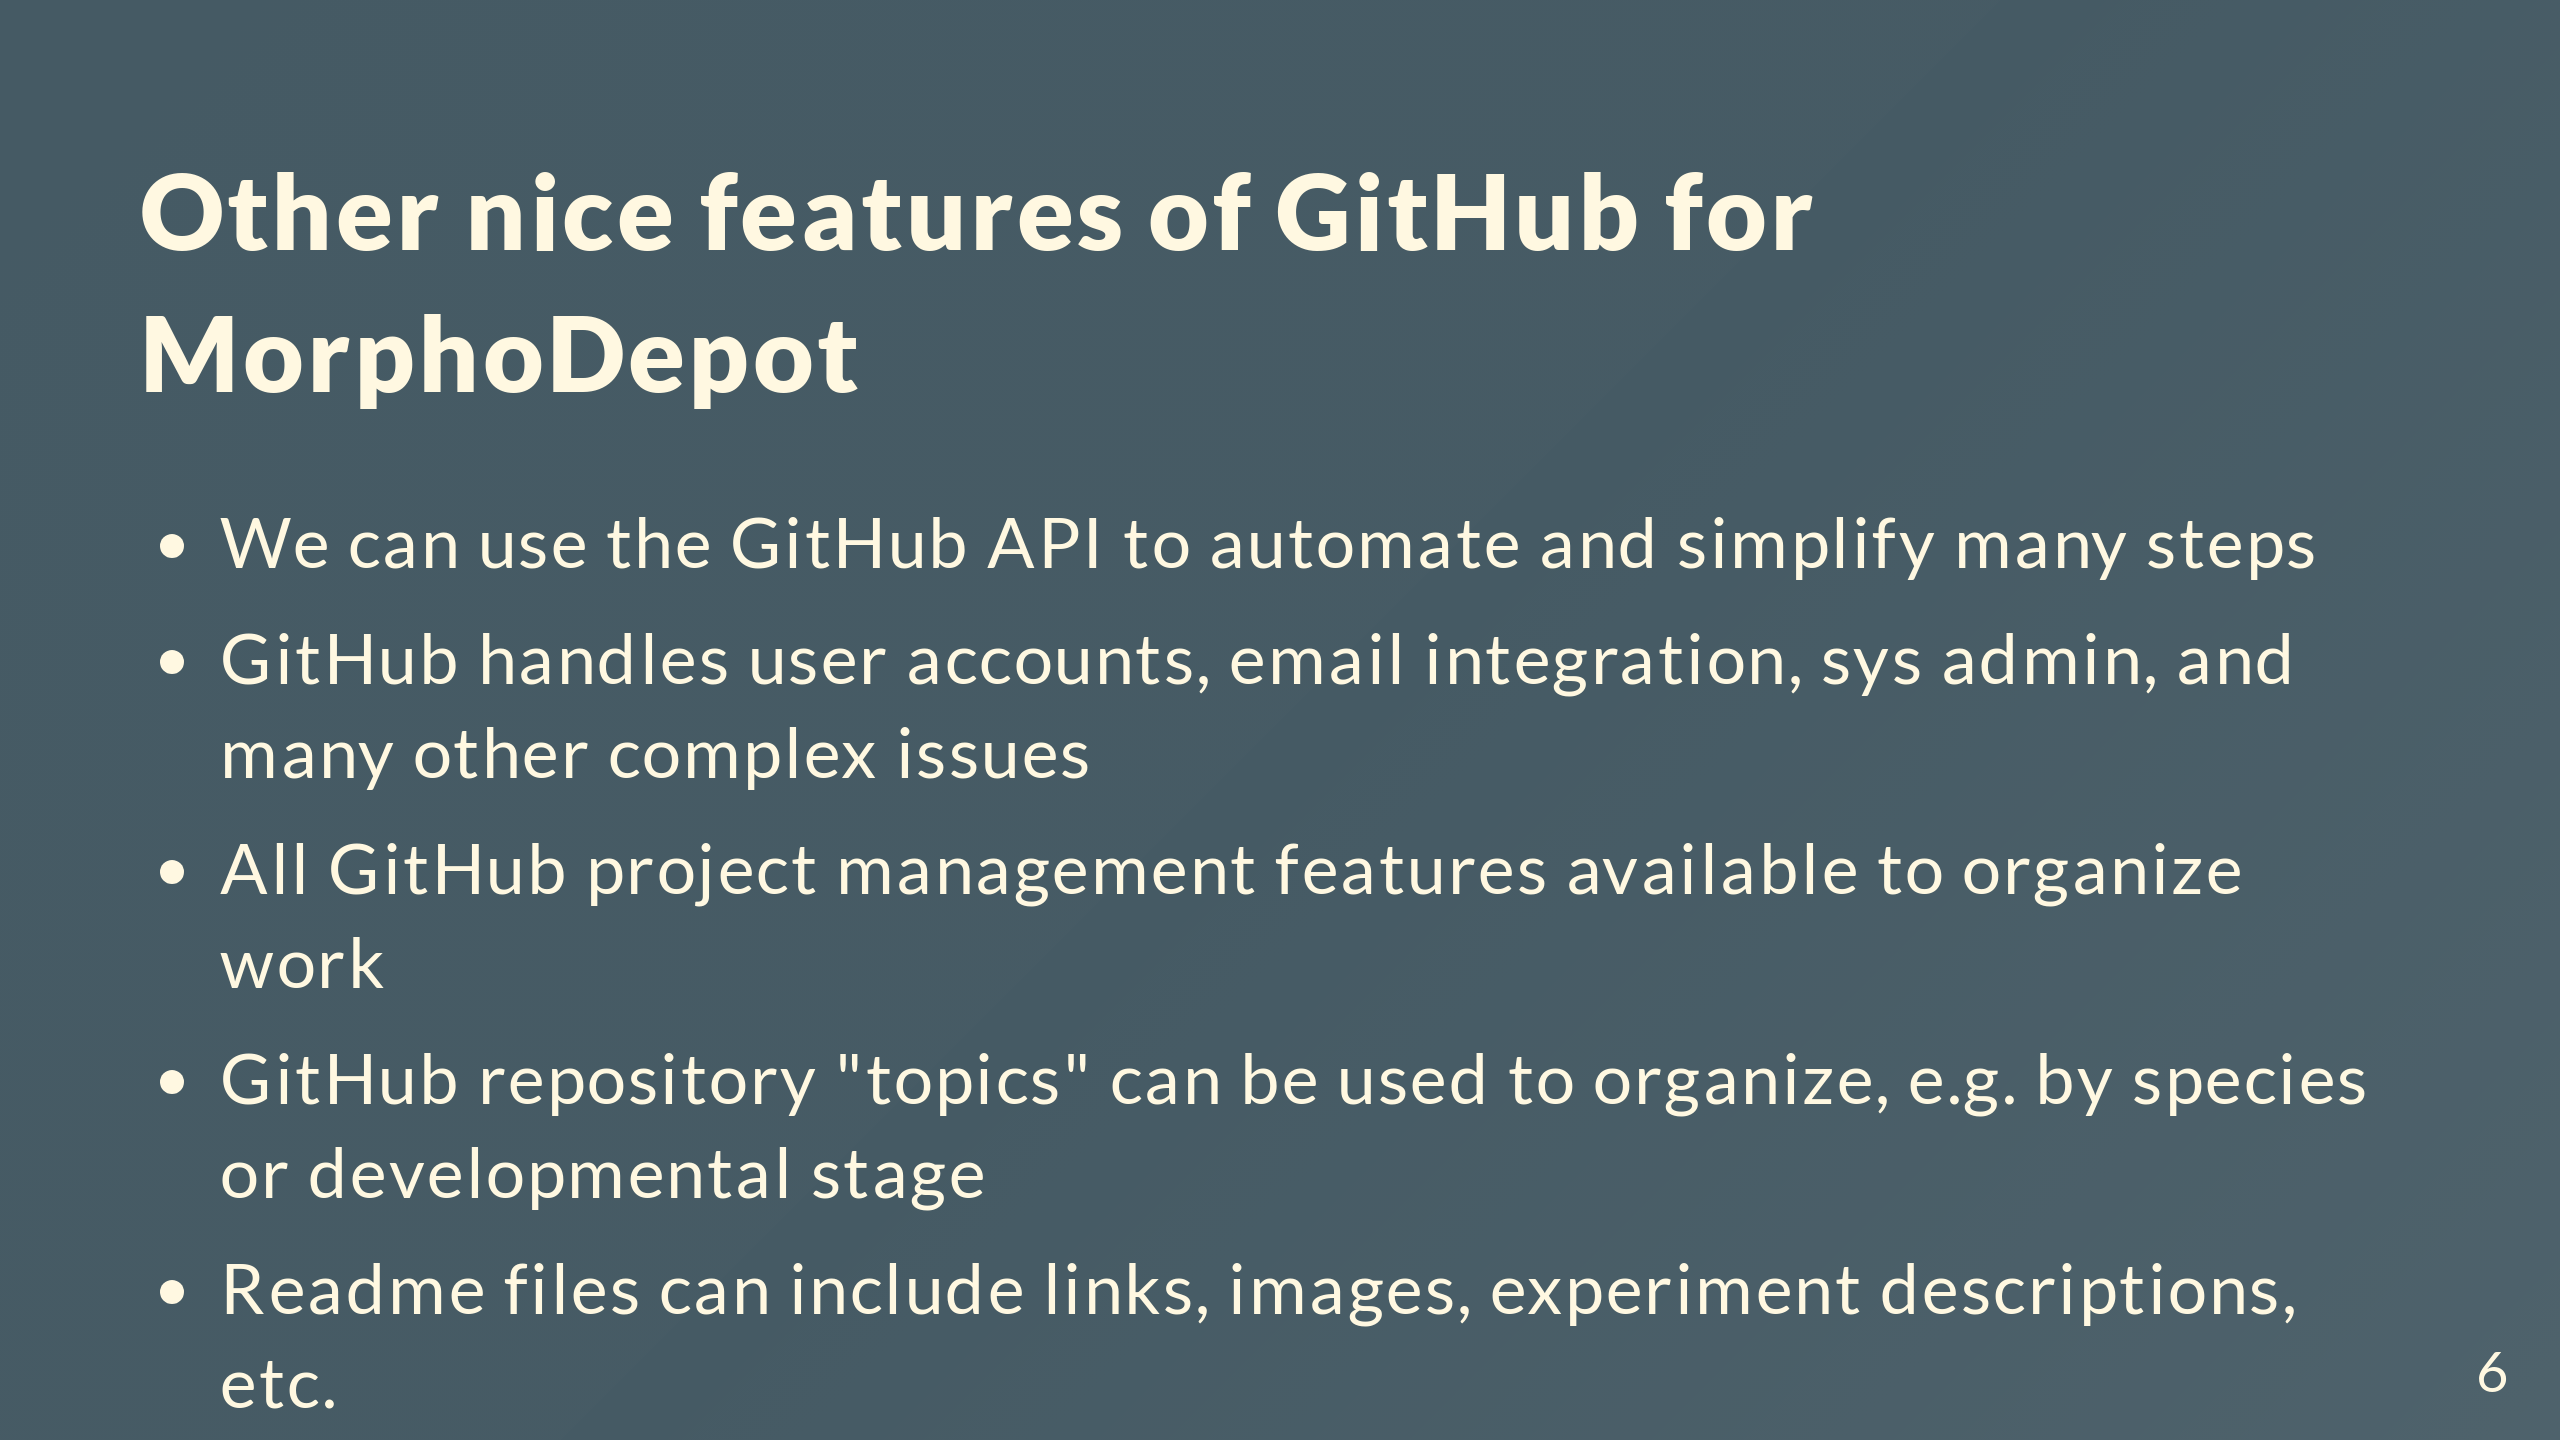 Other nice features of GitHub for
MorphoDepot
• We can use the GitHub API to automate and simplify many steps
• GitHub handles user accounts, email integration, sys admin, and
many other complex issues
• All GitHub project management features available to organize
work
• GitHub repository "topics" can be used to organize, e.g. by species
or developmental stage
• Readme files can include links, images, experiment descriptions,
etc.
6